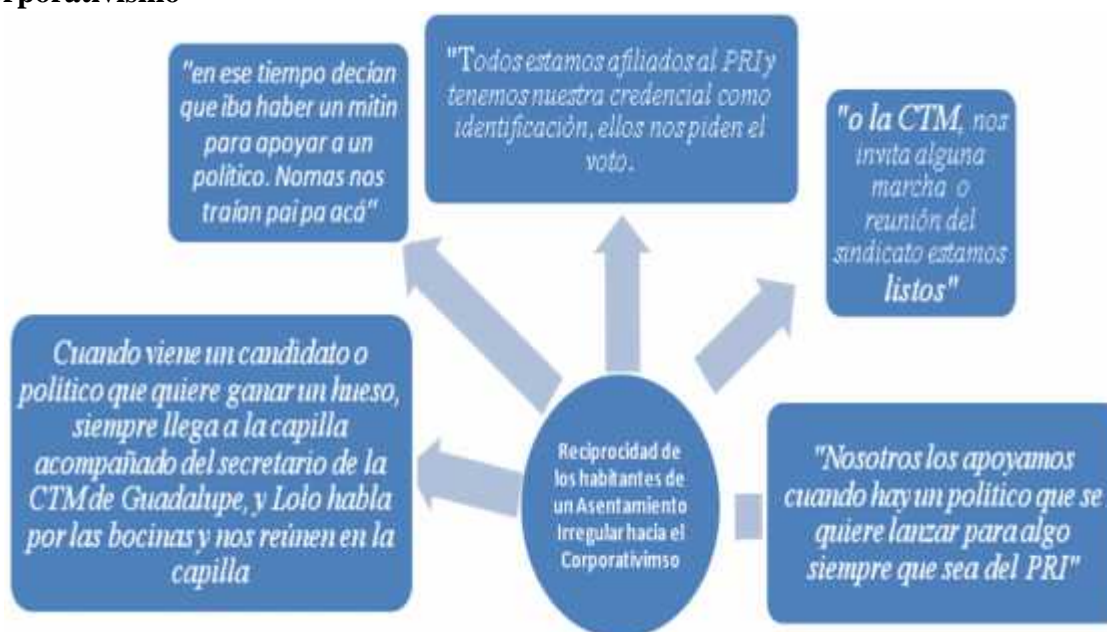 rporativismo
"en ese tiempo decían
que iba haber un mitin
para apoyar a un
político. Nomas nos
traían pai pa acá"
"Todos estamos afiliados al PRI y
tenemos nuestra credencial como
identificación, ellos nos piden el
voto.
"o la CTM, nos
invita alguna
marcha o
reunión del
sindicato estamos
listos"
Cuando viene un candidato o
político que quiere ganar un hueso,
siempre llega a la capilla
acompañado del secretario de la
CTM de Guadalupe, y Lolo habla
por las bocinas y nos reúnen en la
capilla
Reciprocidad de
los habitantes de
un Asentamiento
Irregular hacia el
Corporativimso
"Nosotros los apoyamos
cuando hay un político que se
quiere lanzar para algo
siempre que sea del PRI"